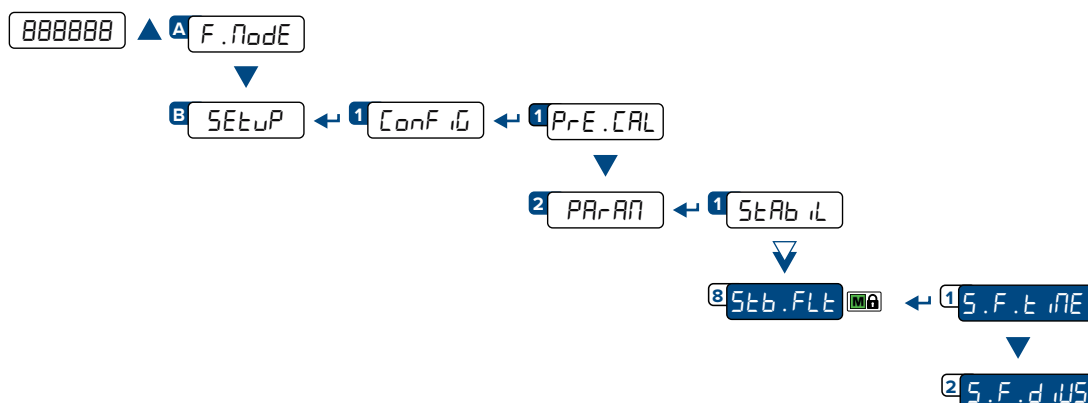 888888 A F.ModE
B SEtuP 1 ConFiG 1 PrE.CAL
2 PArAM 1 StAbiL
8 Stb.FLt M 1 S.F.tiME
2 S.F.diUS